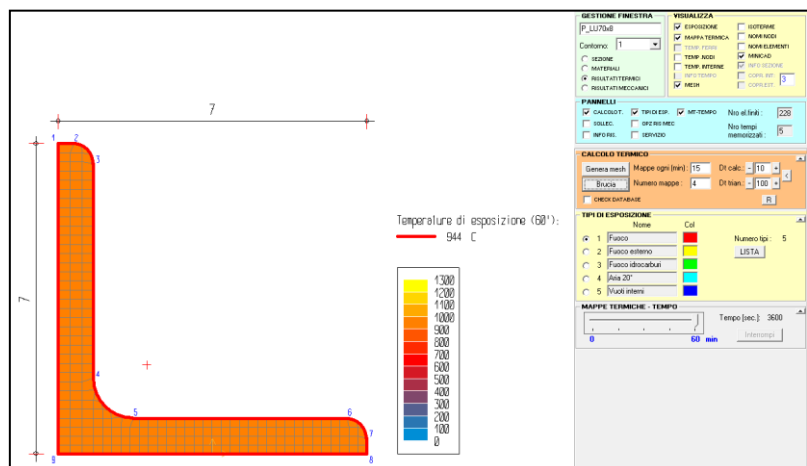 7
1 2
3
7
4
5 6
7
9 8
Temperature di esposizione (60'):
944 C
1300
1200
1100
1000
900
800
700
600
500
400
300
200
100
0
GESTIONE FINESTRA
P_LU70x8
Contorno: 1
SEZIONE
MATERIALI
RISULTATI TERMICI
RISULTATI MECCANICI
VISUALIZZA
ESPOSIZIONE ISOTERME
MAPPA TERMICA NOMI NODI
TEMP. FERRI NOMI ELEMENTI
TEMP. NODI MINICAD
TEMP. INTERNE INFO SEZIONE
INFO TEMPO COPR. INT. 3
MESH COPR.EST.
PANNELLI
CALCOLO T. TIPI DI ESP. MT-TEMPO Nro el.finiti : 228
SOLLEC. OPZ RIS MEC
INFO RIS. SERVIZIO Nro tempi memorizzati : 5
CALCOLO TERMICO
Genera mesh Mappe ogni (min) : 15 Dt calc. - 10 + <
Brucia Numero mappe : 4 Dt trian. - 100 +
CHECK DATABASE R
TIPI DI ESPOSIZIONE
Nome Col
1 Fuoco Numero tipi : 5
2 Fuoco esterno LISTA
3 Fuoco idrocarburi
4 Aria 20°
5 Vuoti interni
MAPPE TERMICHE - TEMPO
Tempo [sec.]: 3600
0 60 min Interrompi